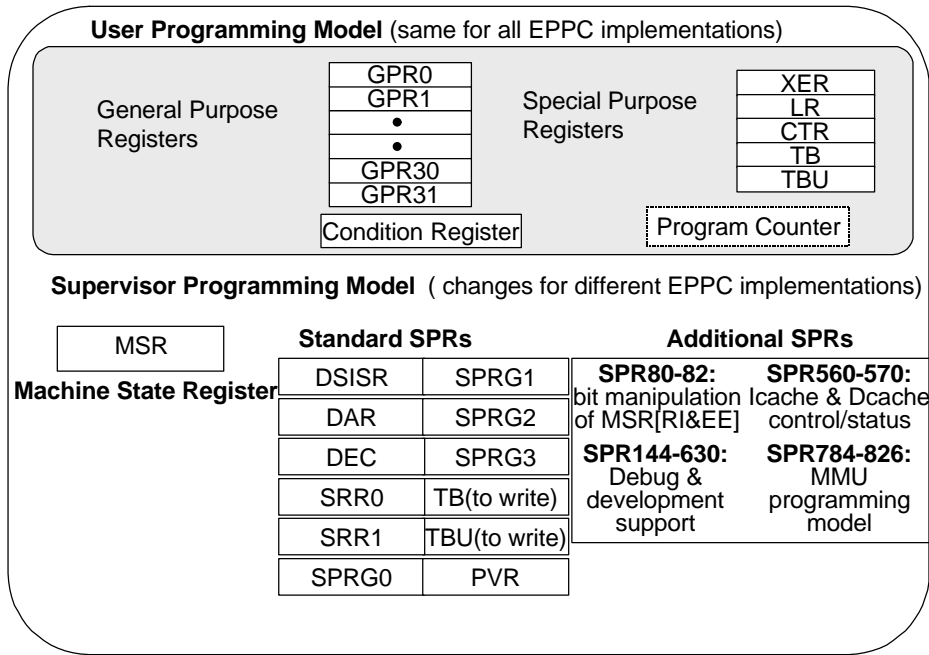 User Programming Model (same for all EPPC implementations)
General Purpose
Registers
GPR0
GPR1
•
•
GPR30
GPR31
Condition Register
Special Purpose
Registers
XER
LR
CTR
TB
TBU
Program Counter
Supervisor Programming Model ( changes for different EPPC implementations)
MSR
Machine State Register
Standard SPRs
DSISR SPRG1
DAR SPRG2
DEC SPRG3
SRR0 TB(to write)
SRR1 TBU(to write)
SPRG0 PVR
Additional SPRs
SPR80-82:
bit manipulation
of MSR[RI&EE]
SPR560-570:
Icache & Dcache
control/status
SPR144-630:
Debug &
development
support
SPR784-826:
MMU
programming
model